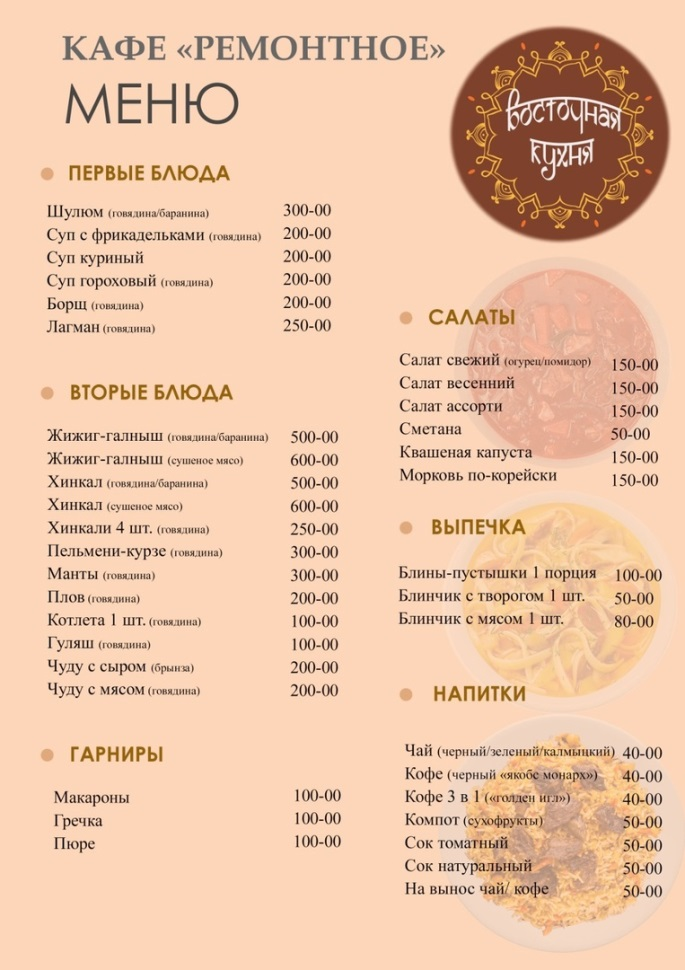 КАФЕ «РЕМОНТНОЕ»
МЕНЮ
восточная
кухня
ПЕРВЫЕ БЛЮДА
Шулюм (говядина/баранина) 300-00
Суп с фрикадельками (говядина) 200-00
Суп куриный 200-00
Суп гороховый (говядина) 200-00
Борщ (говядина) 200-00
Лагман (говядина) 250-00
ВТОРЫЕ БЛЮДА
Жижиг-галныш (говядина/баранина) 500-00
Жижиг-галныш (сушеное мясо) 600-00
Хинкал (говядина/баранина) 500-00
Хинкал (сушеное мясо) 600-00
Хинкали 4 шт. (говядина) 250-00
Пельмени-курзе (говядина) 300-00
Манты (говядина) 300-00
Плов (говядина) 200-00
Котлета 1 шт. (говядина) 100-00
Гуляш (говядина) 100-00
Чуду с сыром (брынза) 200-00
Чуду с мясом (говядина) 200-00
ГАРНИРЫ
Макароны 100-00
Гречка 100-00
Пюре 100-00
САЛАТЫ
Салат свежий (огурец/помидор) 150-00
Салат весенний 150-00
Салат ассорти 150-00
Сметана 50-00
Квашеная капуста 150-00
Морковь по-корейски 150-00
ВЫПЕЧКА
Блины-пустышки 1 порция 100-00
Блинчик с творогом 1 шт. 50-00
Блинчик с мясом 1 шт. 80-00
НАПИТКИ
Чай (черный/зеленый/калмыцкий) 40-00
Кофе (черный «якобс монарх») 40-00
Кофе 3 в 1 («голден игл») 40-00
Компот (сухофрукты) 50-00
Сок томатный 50-00
Сок натуральный 50-00
На вынос чай/ кофе 50-00